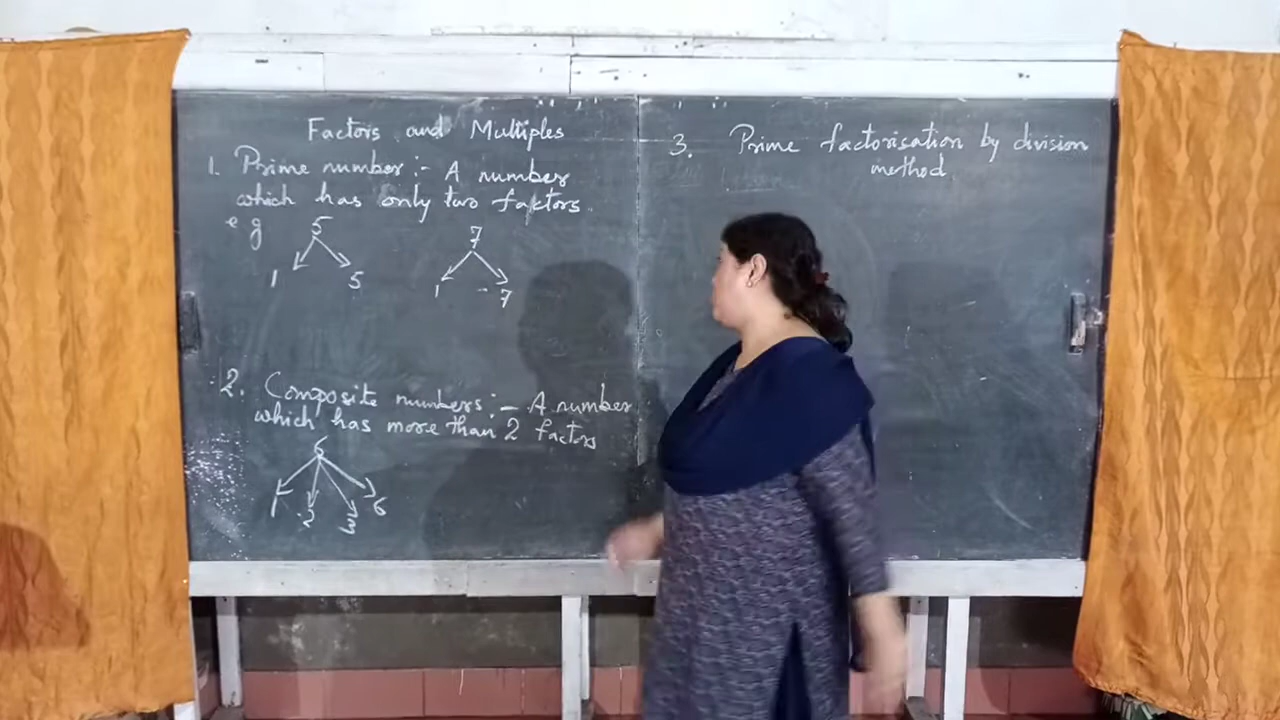 Factors and Multiples
1. Prime number :- A number
which has only two factors.
e g 5 7
1 5 1 7
2. Composite numbers :- A number
which has more than 2 factors
6
1 2 3 6
3. Prime factorisation by division
method.